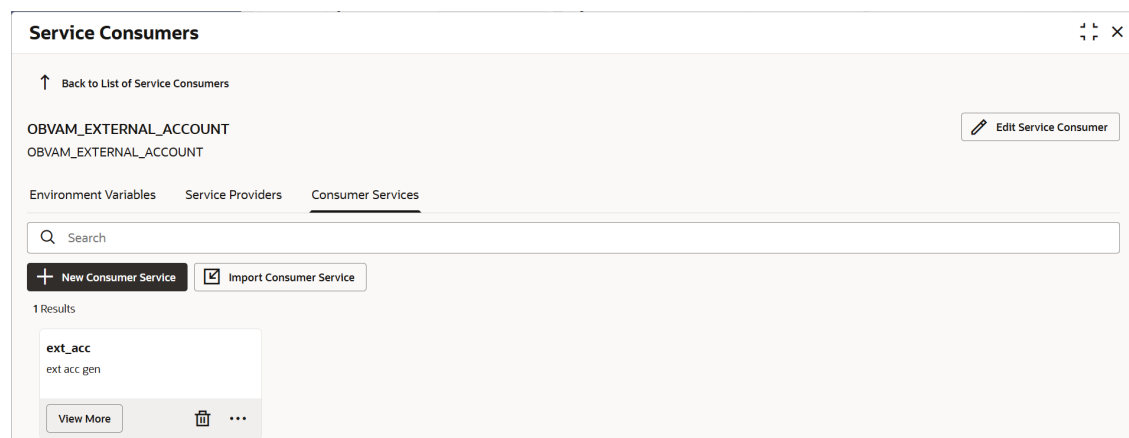 Service Consumers
Back to List of Service Consumers
OBVAM_EXTERNAL_ACCOUNT
Edit Service Consumer
OBVAM_EXTERNAL_ACCOUNT
Environment Variables Service Providers Consumer Services
Search
New Consumer Service Import Consumer Service
1 Results
ext_acc
ext acc gen
View More